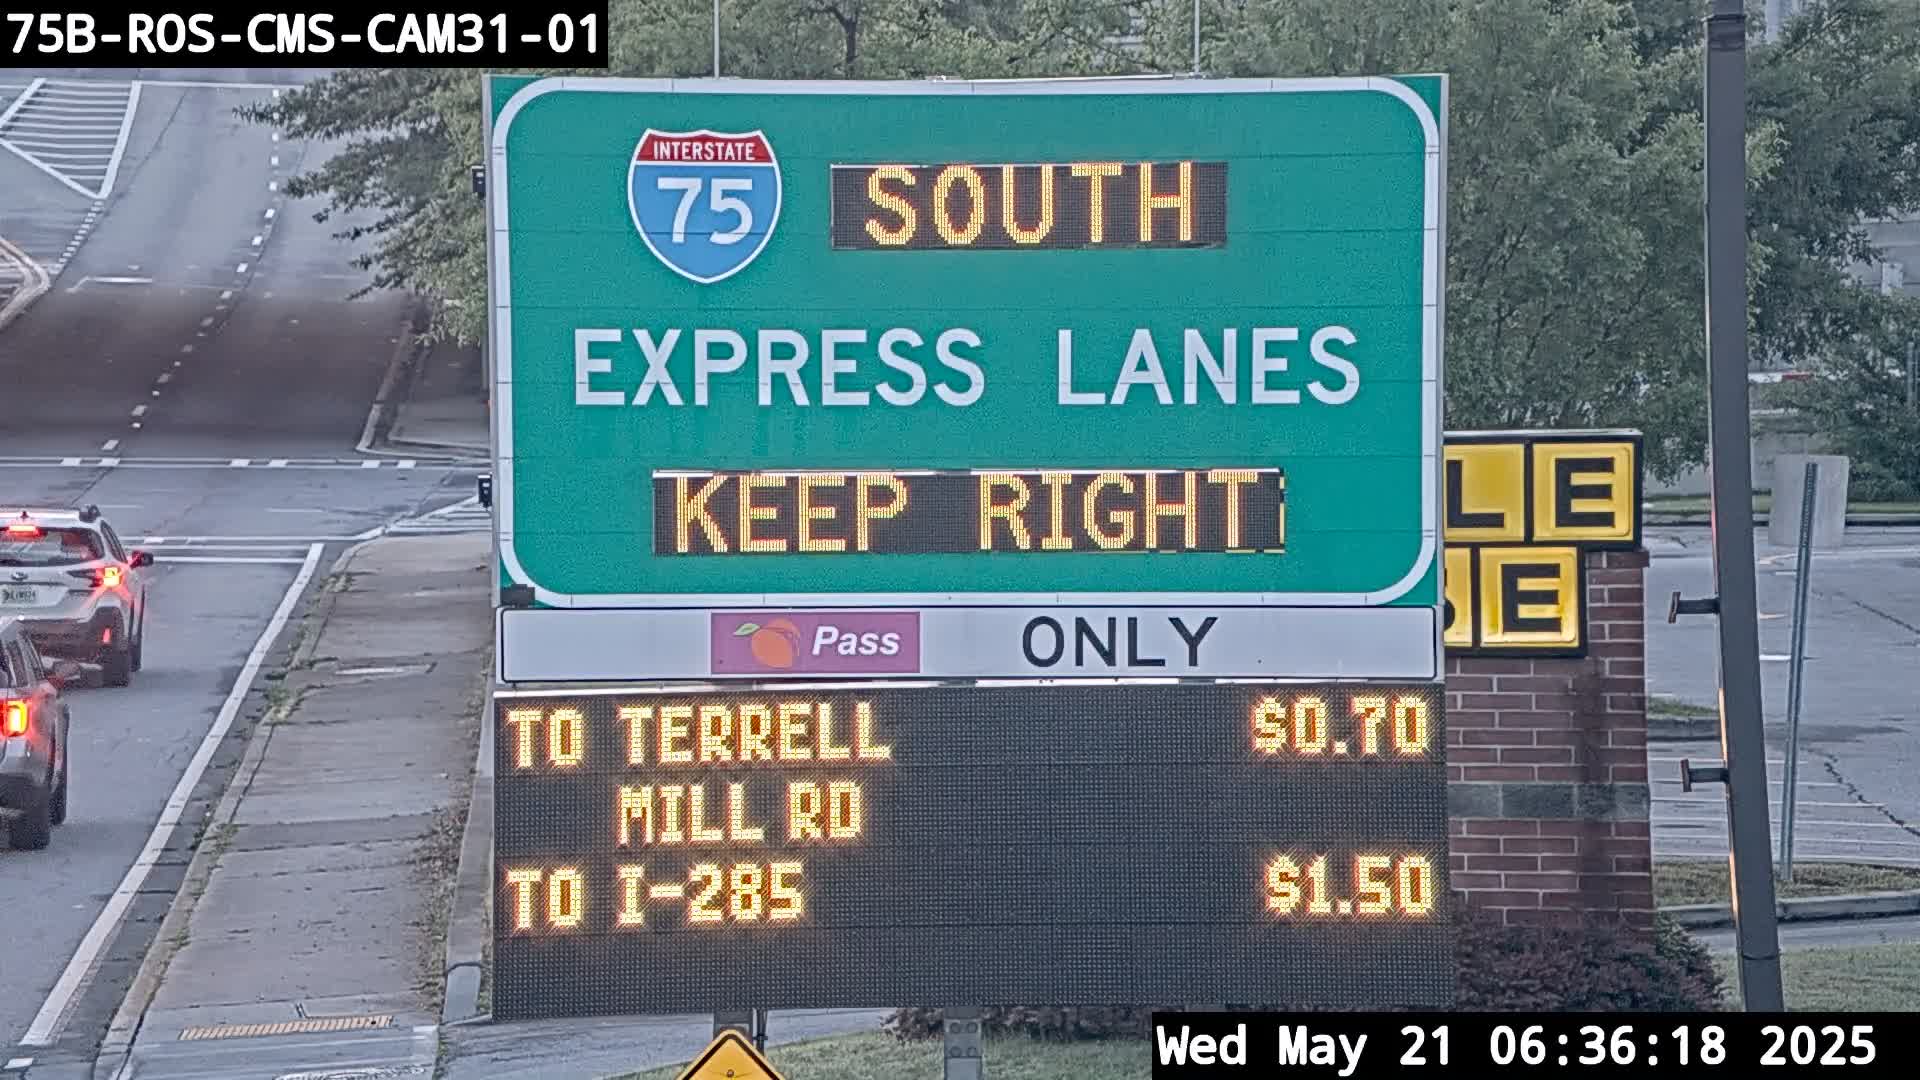 75B-ROS-CMS-CAM31-01
INTERSTATE
75
SOUTH
EXPRESS LANES
KEEP RIGHT
Pass ONLY
TO TERRELL $0.70
MILL RD
TO I-285 $1.50
LE
E
Wed May 21 06:36:18 2025